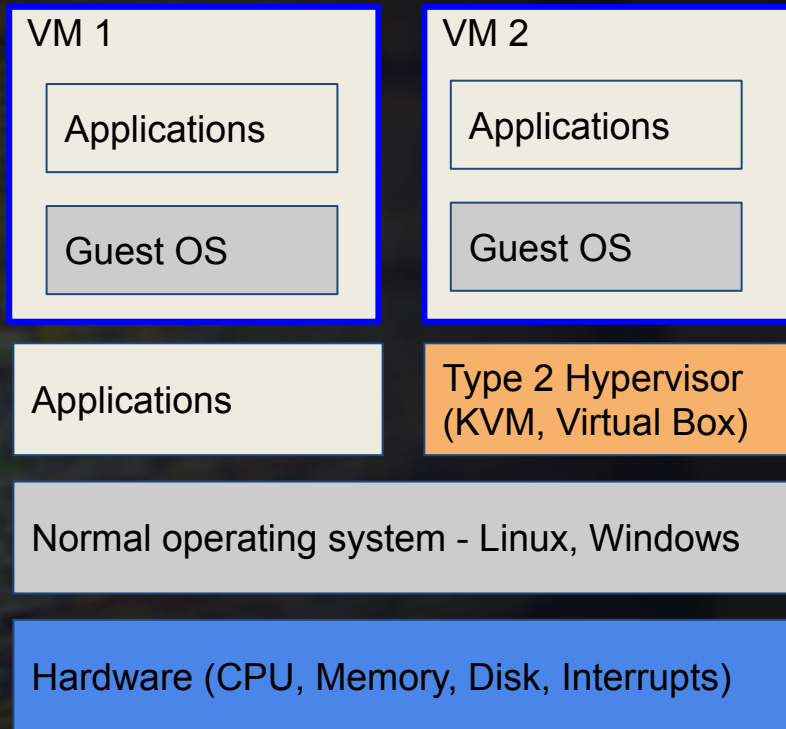 VM 1
Applications
Guest OS
VM 2
Applications
Guest OS
Applications
Type 2 Hypervisor
(KVM, Virtual Box)
Normal operating system - Linux, Windows
Hardware (CPU, Memory, Disk, Interrupts)